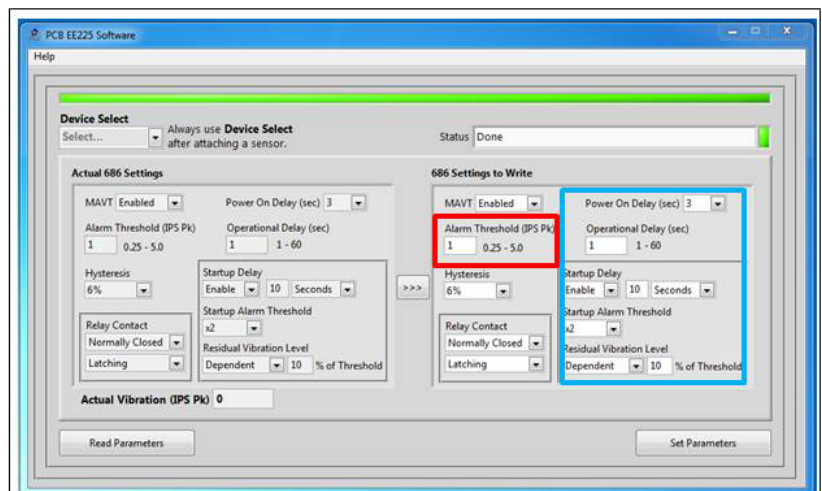 PCB EE225 Software
Help
Device Select
Select... Always use Device Select
after attaching a sensor.
Status Done
Actual 686 Settings
MAVT Enabled Power On Delay (sec) 3
Alarm Threshold (IPS Pk) Operational Delay (sec)
1 0.25 - 5.0 1 1 - 60
Hysteresis
6%
Startup Delay
Enable 10 Seconds
Startup Alarm Threshold
x2
Relay Contact
Normally Closed
Latching
Residual Vibration Level
Dependent 10 % of Threshold
Actual Vibration (IPS Pk) 0
>>>
686 Settings to Write
MAVT Enabled Power On Delay (sec) 3
Alarm Threshold (IPS Pk) Operational Delay (sec)
1 0.25 - 5.0 1 1 - 60
Hysteresis
6%
Startup Delay
Enable 10 Seconds
Startup Alarm Threshold
x2
Relay Contact
Normally Closed
Latching
Residual Vibration Level
Dependent 10 % of Threshold
Read Parameters
Set Parameters